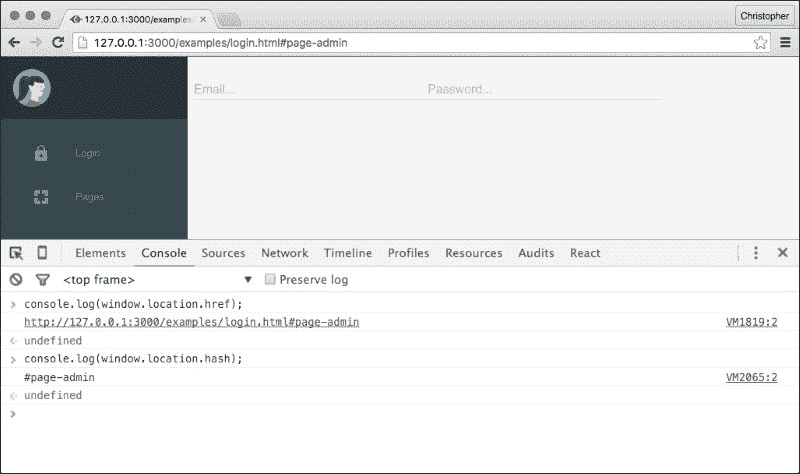 127.0.0.1:3000/examples
Christopher
127.0.0.1:3000/examples/login.html#page-admin
Email... Password...
Login
Pages
Elements Console Sources Network Timeline Profiles Resources Audits React
<top frame> Preserve log
console.log(window.location.href);
http://127.0.0.1:3000/examples/login.html#page-admin VM1819:2
undefined
console.log(window.location.hash);
#page-admin VM2065:2
undefined